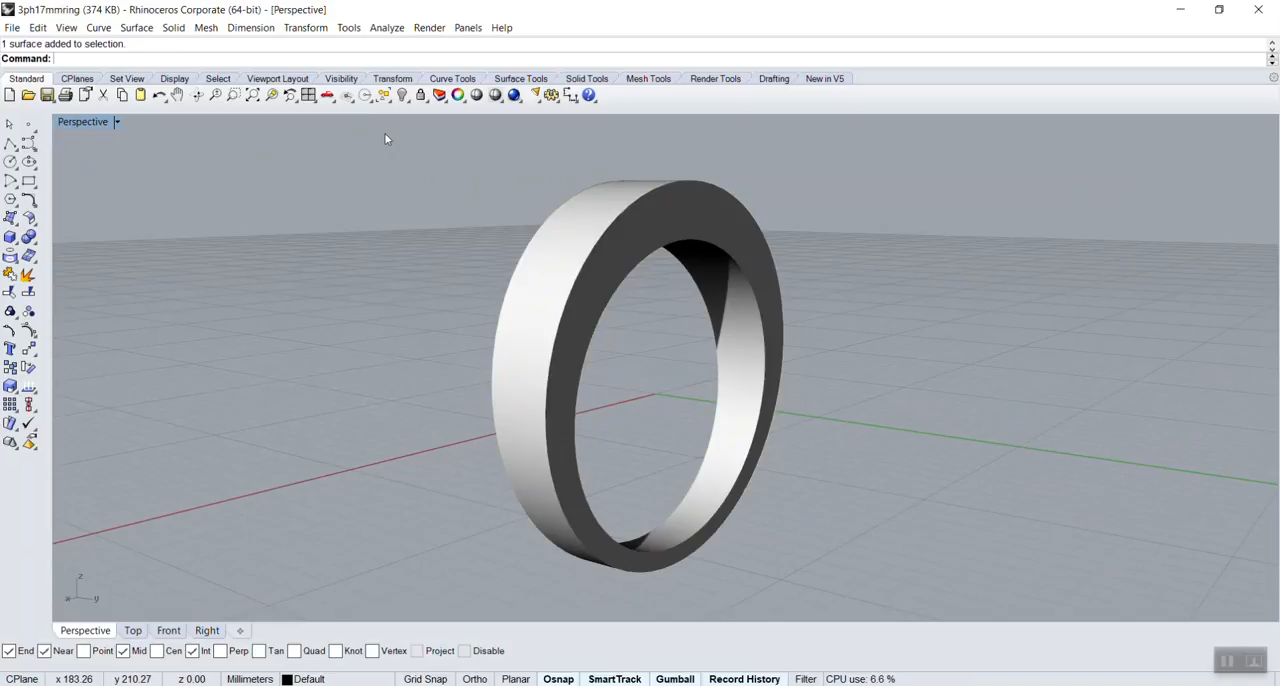 3ph17mmring (374 KB) - Rhinoceros Corporate (64-bit) - [Perspective]
File Edit View Curve Surface Solid Mesh Dimension Transform Tools Analyze Render Panels Help
1 surface added to selection.
Command:
Standard CPlanes Set View Display Select Viewport Layout Visibility Transform Curve Tools Surface Tools Solid Tools Mesh Tools Render Tools Drafting New in V5
Perspective
z
x y
Perspective Top Front Right
End Near Point Mid Cen Int Perp Tan Quad Knot Vertex Project Disable
CPlane x 183.26 y 210.27 z 0.00 Millimeters Default Grid Snap Ortho Planar Osnap SmartTrack Gumball Record History Filter CPU use: 6.6 %